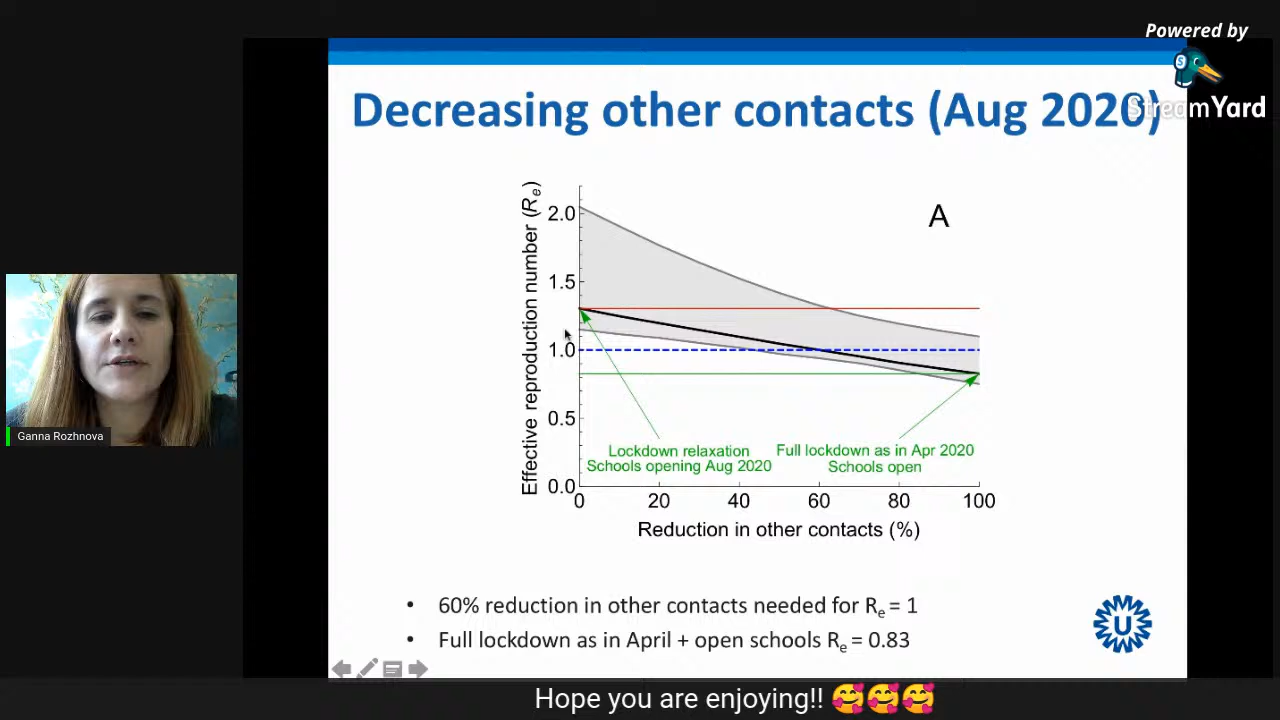 Powered by
StreamYard
Decreasing other contacts (Aug 2020)
A
Effective reproduction number (Re)
2.0
1.5
1.0
0.5
0.0
Lockdown relaxation
Schools opening Aug 2020
Full lockdown as in Apr 2020
Schools open
0 20 40 60 80 100
Reduction in other contacts (%)
• 60% reduction in other contacts needed for Re = 1
• Full lockdown as in April + open schools Re = 0.83
U
Ganna Rozhnova
Hope you are enjoying!! 🥰🥰🥰